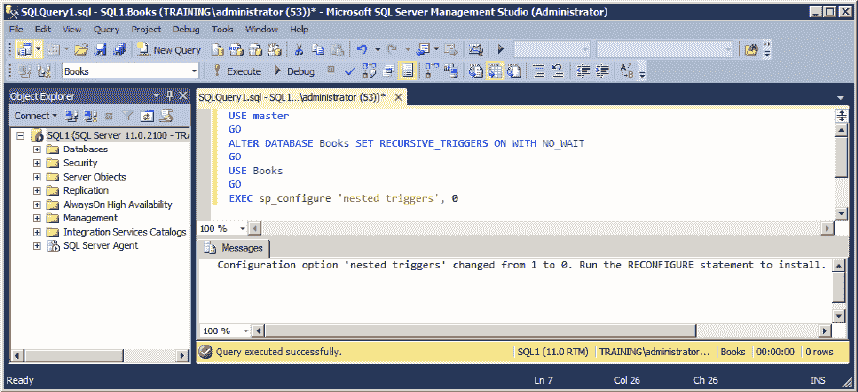 SQLQuery1.sql - SQL1.Books (TRAINING\administrator (53))* - Microsoft SQL Server Management Studio (Administrator)
File Edit View Query Project Debug Tools Window Help
New Query
Books Execute Debug
Object Explorer
Connect
SQL1 (SQL Server 11.0.2100 - TRA
Databases
Security
Server Objects
Replication
AlwaysOn High Availability
Management
Integration Services Catalogs
SQL Server Agent
SQLQuery1.sql - SQL1...\administrator (53))*
USE master
GO
ALTER DATABASE Books SET RECURSIVE_TRIGGERS ON WITH NO_WAIT
GO
USE Books
GO
EXEC sp_configure 'nested triggers', 0
100 %
Messages
Configuration option 'nested triggers' changed from 1 to 0. Run the RECONFIGURE statement to install.
100 %
Query executed successfully. SQL1 (11.0 RTM) TRAINING\administrator... Books 00:00:00 0 rows
Ready Ln 7 Col 26 Ch 26 INS